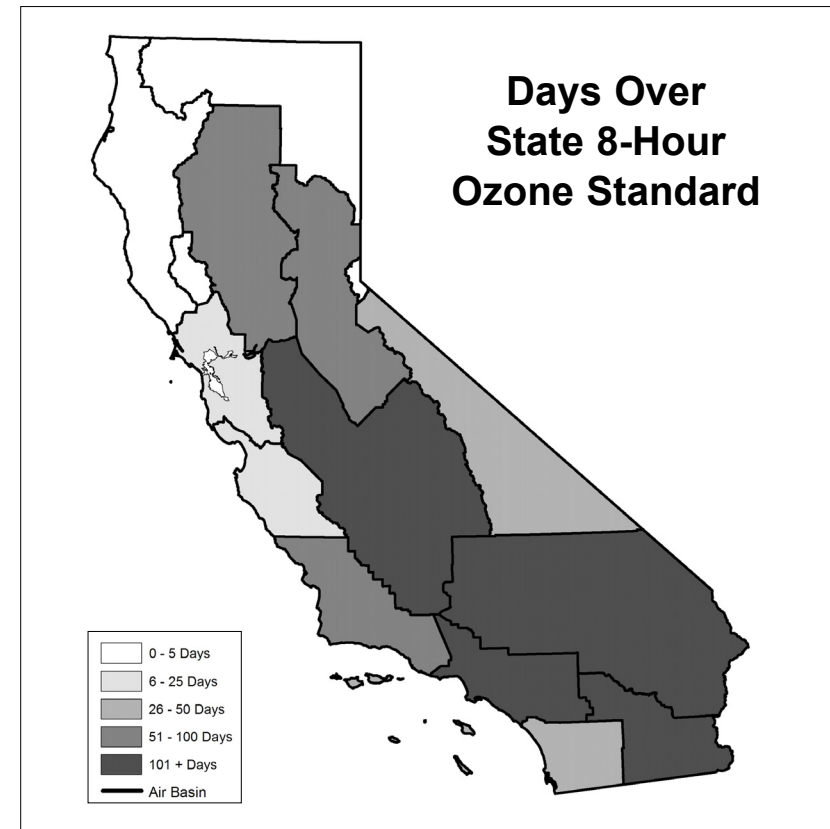 Days Over
State 8-Hour
Ozone Standard
0 - 5 Days
6 - 25 Days
26 - 50 Days
51 - 100 Days
101 + Days
Air Basin